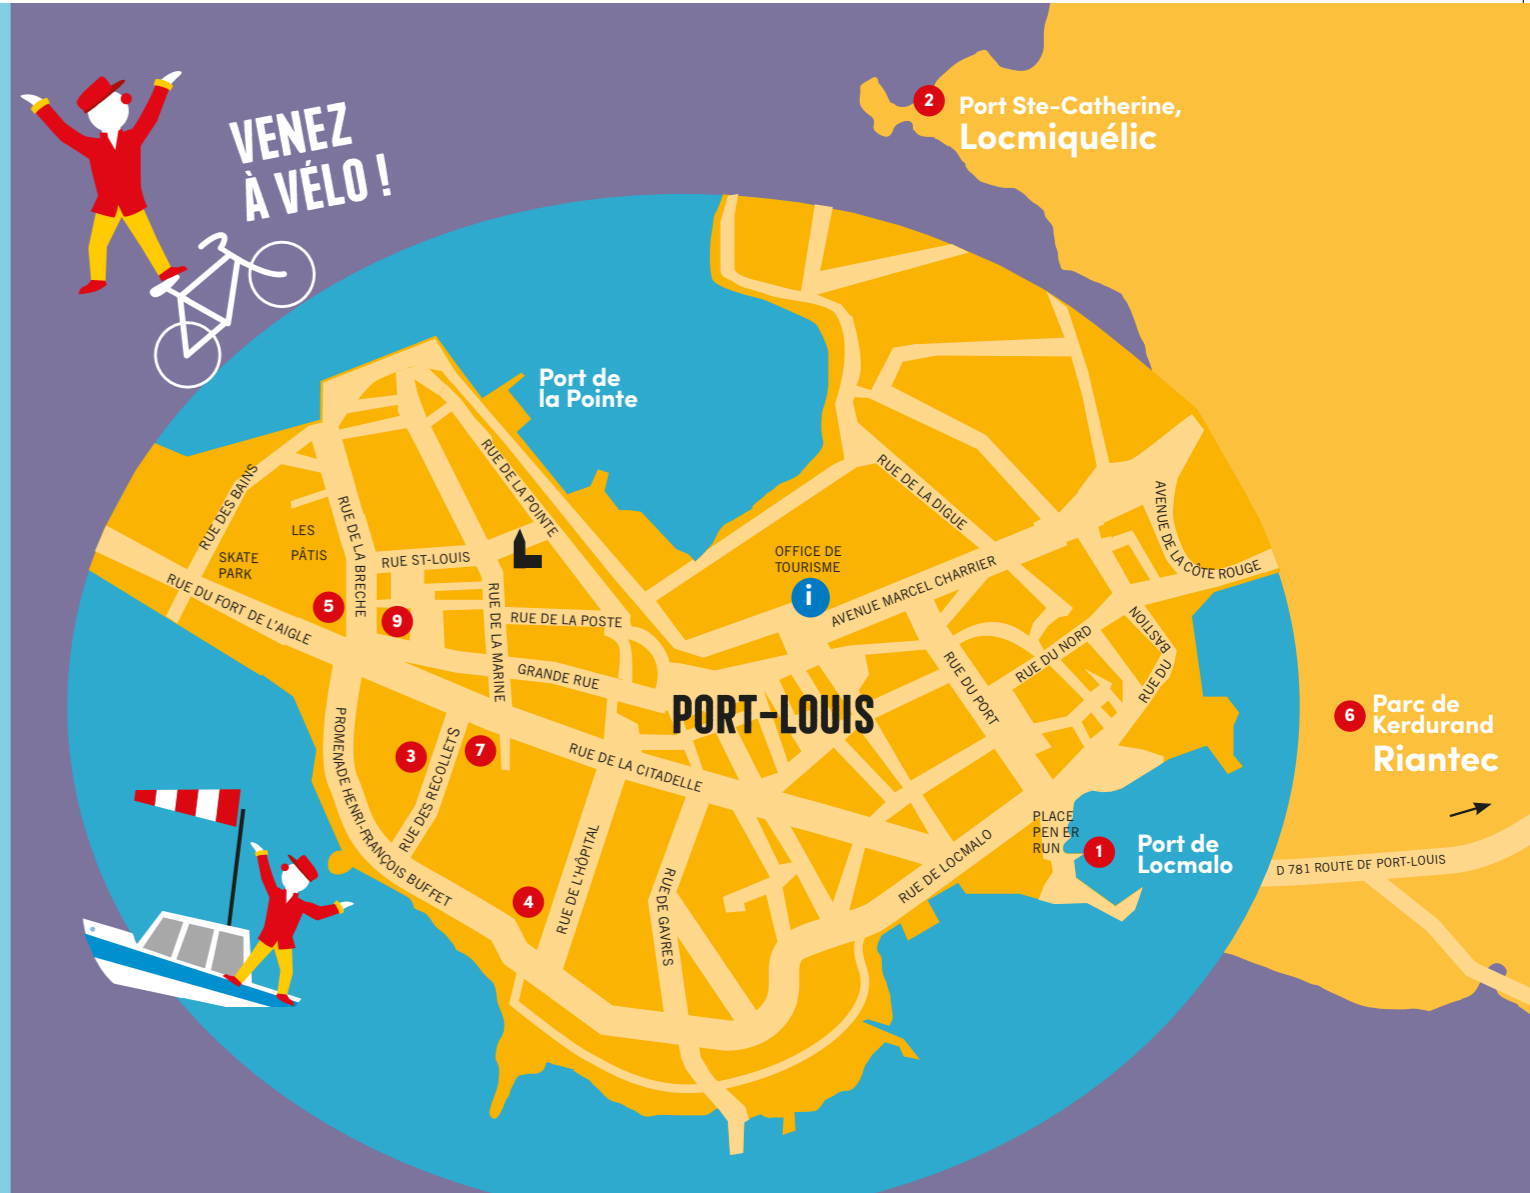 VENEZ
À VÉLO !
2
Port Ste-Catherine,
Locmiquélic
Port de
la Pointe
RUE DES BAINS
RUE DE LA POINTE
RUE DE LA DIGUE
AVENUE DE LA CÔTE ROUGE
LES
PÂTIS
SKATE
PARK
RUE DE LA BRECHE
RUE ST-LOUIS
OFFICE DE
TOURISME
i
AVENUE MARCEL CHARRIER
RUE DU FORT DE L'AIGLE
5
9
RUE DE LA MARINE
RUE DE LA POSTE
GRANDE RUE
RUE DU PORT
RUE DU NORD
RUE DU
BASTION
PORT-LOUIS
6
Parc de
Kerdurand
Riantec
PROMENADE HENRI-FRANÇOIS BUFFET
3
RUE DES RECOLLETS
7
RUE DE LA CITADELLE
PLACE
PEN ER
RUN
1
Port de
Locmalo
RUE DE LOCMALO
D 781 ROUTE DE PORT-LOUIS
4
RUE DE L'HÔPITAL
RUE DE GAVRES